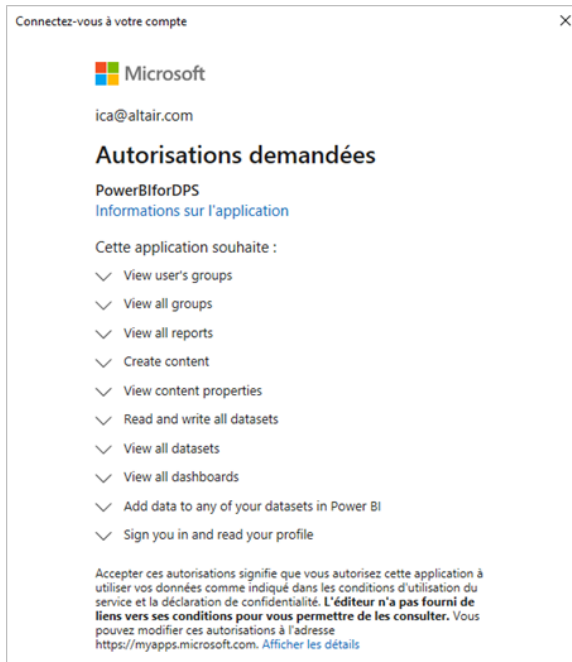 Connectez-vous à votre compte
Microsoft
ica@altair.com
Autorisations demandées
PowerBIforDPS
Informations sur l'application
Cette application souhaite :
View user's groups
View all groups
View all reports
Create content
View content properties
Read and write all datasets
View all datasets
View all dashboards
Add data to any of your datasets in Power BI
Sign you in and read your profile
Accepter ces autorisations signifie que vous autorisez cette application à
utiliser vos données comme indiqué dans les conditions d'utilisation du
service et la déclaration de confidentialité. L'éditeur n'a pas fourni de
liens vers ses conditions pour vous permettre de les consulter. Vous
pouvez modifier ces autorisations à l'adresse
https://myapps.microsoft.com. Afficher les détails